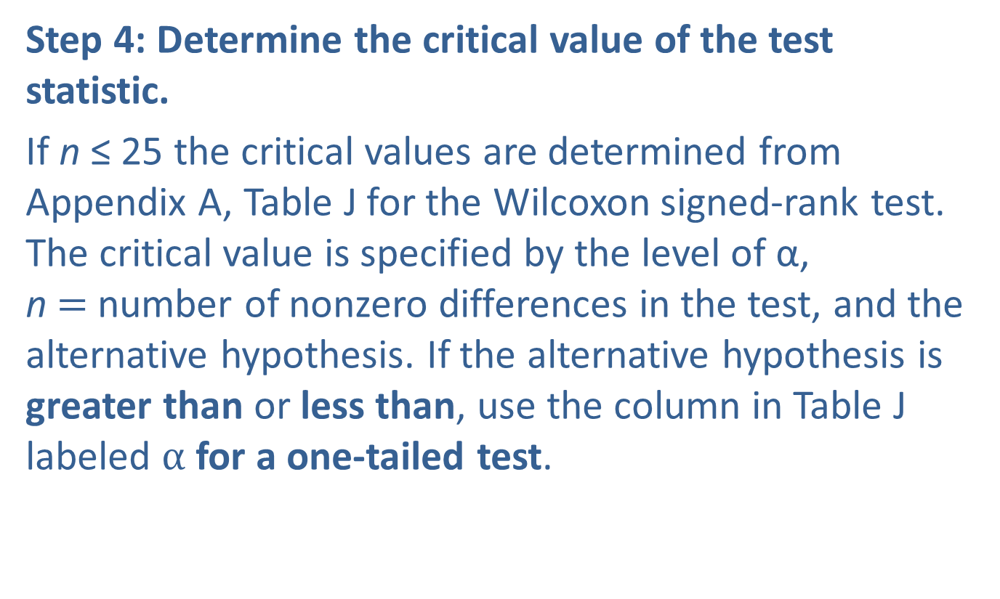 Step 4: Determine the critical value of the test
statistic.
If n ≤ 25 the critical values are determined from
Appendix A, Table J for the Wilcoxon signed-rank test.
The critical value is specified by the level of α,
n = number of nonzero differences in the test, and the
alternative hypothesis. If the alternative hypothesis is
greater than or less than, use the column in Table J
labeled α for a one-tailed test.